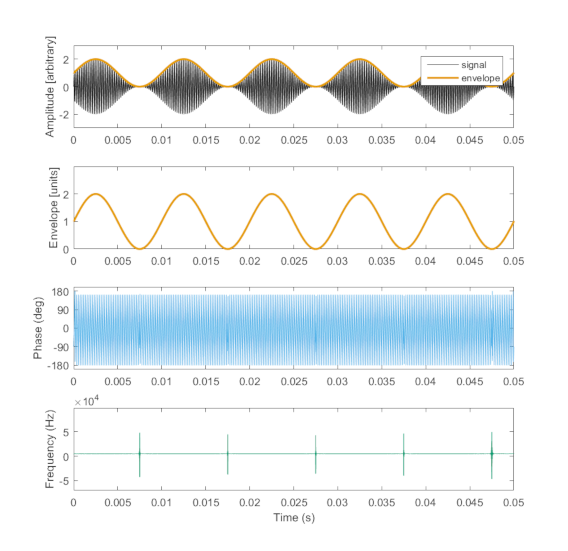 Amplitude [arbitrary]
2
0
-2
signal
envelope
0 0.005 0.01 0.015 0.02 0.025 0.03 0.035 0.04 0.045 0.05
Envelope [units]
2
1
0
0 0.005 0.01 0.015 0.02 0.025 0.03 0.035 0.04 0.045 0.05
Phase (deg)
180
90
0
-90
-180
0 0.005 0.01 0.015 0.02 0.025 0.03 0.035 0.04 0.045 0.05
×10⁴
Frequency (Hz)
5
0
-5
0 0.005 0.01 0.015 0.02 0.025 0.03 0.035 0.04 0.045 0.05
Time (s)